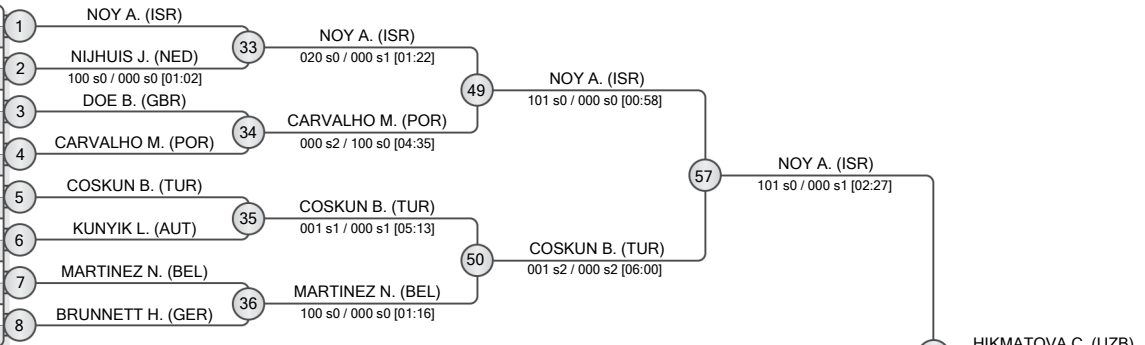 NOY A. (ISR)
1
NOY A. (ISR)
33
NIJHUIS J. (NED)
020 s0 / 000 s1 [01:22]
2
100 s0 / 000 s0 [01:02]
NOY A. (ISR)
49
DOE B. (GBR)
101 s0 / 000 s0 [00:58]
3
CARVALHO M. (POR)
34
CARVALHO M. (POR)
000 s2 / 100 s0 [04:35]
4
NOY A. (ISR)
57
COSKUN B. (TUR)
101 s0 / 000 s1 [02:27]
5
COSKUN B. (TUR)
35
KUNYIK L. (AUT)
001 s1 / 000 s1 [05:13]
6
COSKUN B. (TUR)
50
MARTINEZ N. (BEL)
001 s2 / 000 s2 [06:00]
7
MARTINEZ N. (BEL)
36
BRUNNETT H. (GER)
100 s0 / 000 s0 [01:16]
8
HIKMATOVA C. (UZB)